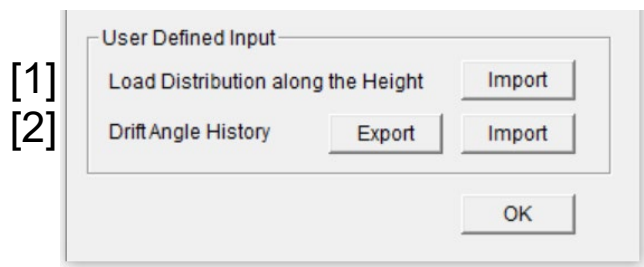 User Defined Input
[1] Load Distribution along the Height Import
[2] Drift Angle History Export Import
OK